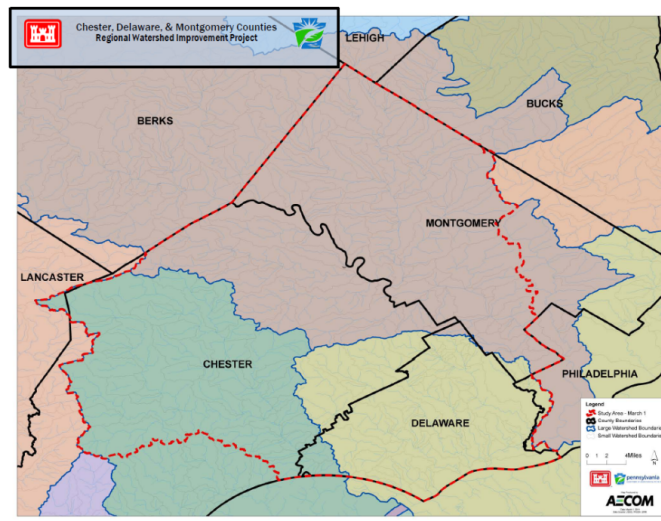 Chester, Delaware, & Montgomery Counties
Regional Watershed Improvement Project
LEHIGH
BUCKS
BERKS
MONTGOMERY
LANCASTER
CHESTER
PHILADELPHIA
DELAWARE
Legend
Study Area - March 1
County Boundaries
Large Watershed Boundaries
Small Watershed Boundaries
0 1 2 4 Miles
N
pennsylvania
AECOM